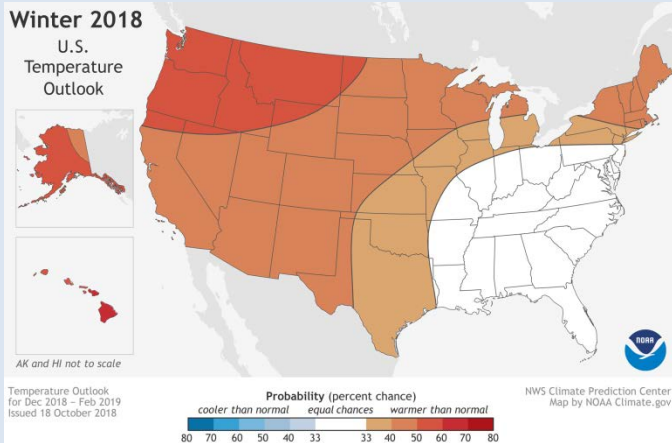 Winter 2018
U.S.
Temperature
Outlook
AK and HI not to scale
NOAA
Temperature Outlook
for Dec 2018 – Feb 2019
Issued 18 October 2018
Probability (percent chance)
cooler than normal equal chances warmer than normal
80 70 60 50 40 33 33 40 50 60 70 80
NWS Climate Prediction Center
Map by NOAA Climate.gov